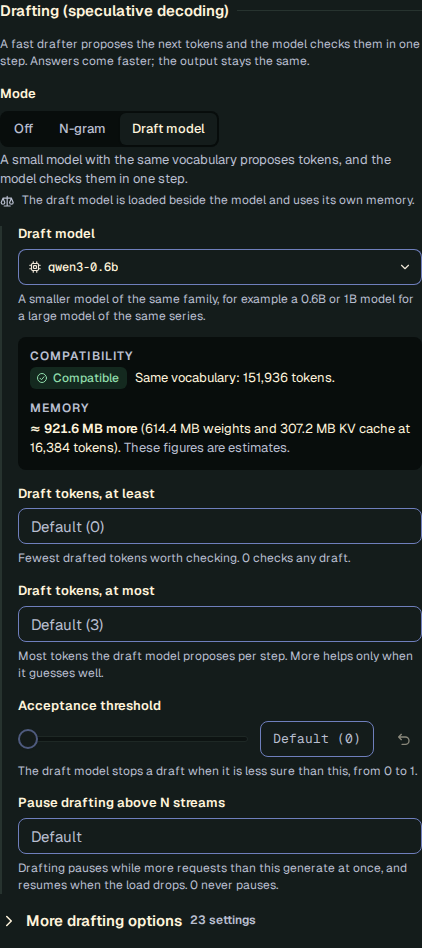 Drafting (speculative decoding)
A fast drafter proposes the next tokens and the model checks them in one
step. Answers come faster; the output stays the same.
Mode
Off N-gram Draft model
A small model with the same vocabulary proposes tokens, and the
model checks them in one step.
The draft model is loaded beside the model and uses its own memory.
Draft model
qwen3-0.6b
A smaller model of the same family, for example a 0.6B or 1B model for
a large model of the same series.
COMPATIBILITY
Compatible Same vocabulary: 151,936 tokens.
MEMORY
≈ 921.6 MB more (614.4 MB weights and 307.2 MB KV cache at
16,384 tokens). These figures are estimates.
Draft tokens, at least
Default (0)
Fewest drafted tokens worth checking. 0 checks any draft.
Draft tokens, at most
Default (3)
Most tokens the draft model proposes per step. More helps only when
it guesses well.
Acceptance threshold
Default (0)
The draft model stops a draft when it is less sure than this, from 0 to 1.
Pause drafting above N streams
Default
Drafting pauses while more requests than this generate at once, and
resumes when the load drops. 0 never pauses.
More drafting options 23 settings